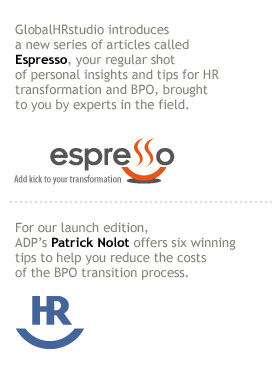 GlobalHRstudio introduces
a new series of articles called
Espresso, your regular shot
of personal insights and tips for HR
transformation and BPO, brought
to you by experts in the field.
espresso
Add kick to your transformation
For our launch edition,
ADP's Patrick Nolot offers six winning
tips to help you reduce the costs
of the BPO transition process.
HR